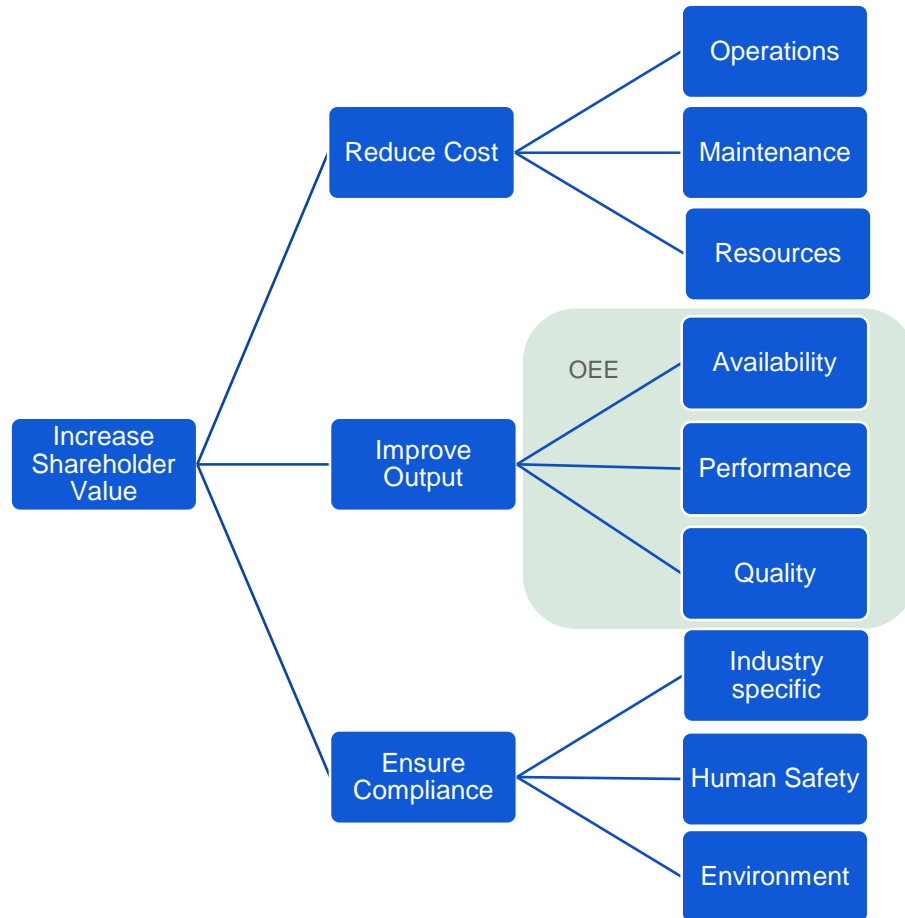 Operations
Reduce Cost
Maintenance
Resources
OEE
Availability
Increase
Shareholder
Value
Improve
Output
Performance
Quality
Industry
specific
Ensure
Compliance
Human Safety
Environment